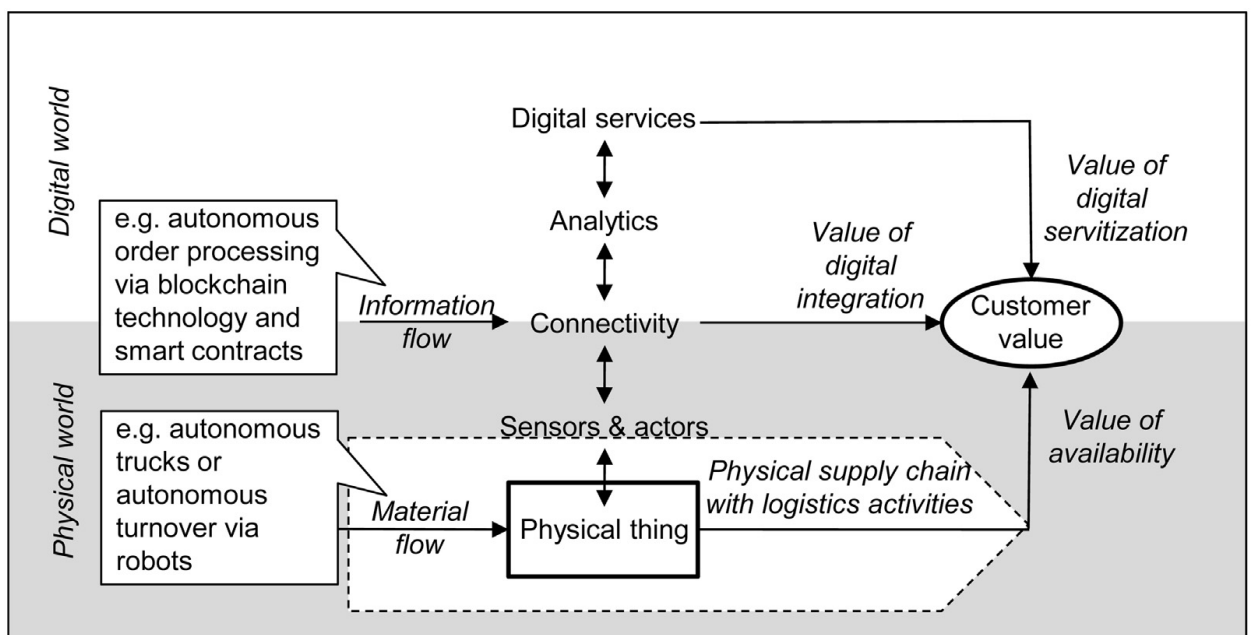 Digital world
Digital services
Value of
digital
servitization
e.g. autonomous
order processing
via blockchain
technology and
smart contracts
Analytics
Value of
digital
integration
Information
flow
Connectivity
Customer
value
Physical world
e.g. autonomous
trucks or
autonomous
turnover via
robots
Sensors & actors
Value of
availability
Material
flow
Physical thing
Physical supply chain
with logistics activities